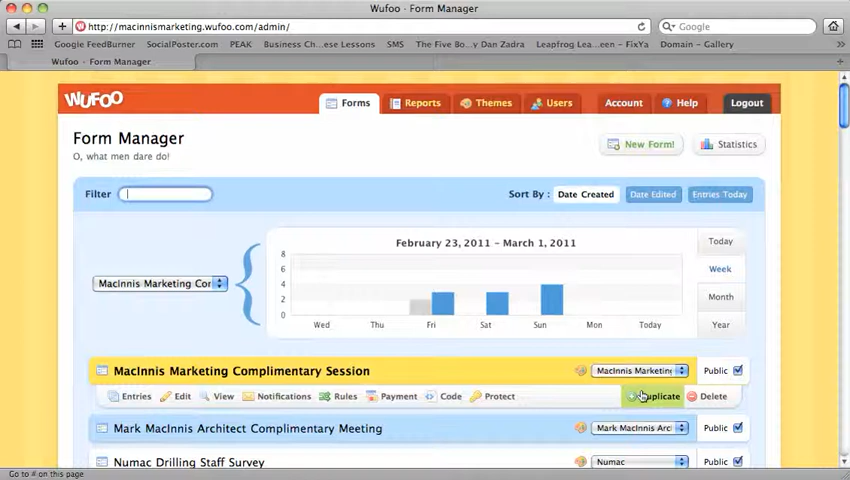 Wufoo - Form Manager
http://macinnismarketing.wufoo.com/admin/
Google
Google FeedBurner SocialPoster.com PEAK Business Ch...ese Lessons SMS The Five Bo...y Dan Zadra Leapfrog Lea...en - FixYa Domain - Gallery
Wufoo - Form Manager
WUFOO
Forms Reports Themes Users Account Help Logout
Form Manager
O, what men dare do!
New Form! Statistics
Filter
Sort By : Date Created Date Edited Entries Today
February 23, 2011 - March 1, 2011
MacInnis Marketing Cor
8
6
4
2
0
Wed Thu Fri Sat Sun Mon Today
Today
Week
Month
Year
MacInnis Marketing Complimentary Session MacInnis Marketing Public
Entries Edit View Notifications Rules Payment Code Protect Duplicate Delete
Mark MacInnis Architect Complimentary Meeting Mark MacInnis Arc Public
Numac Drilling Staff Survey Numac Public
Go to # on this page